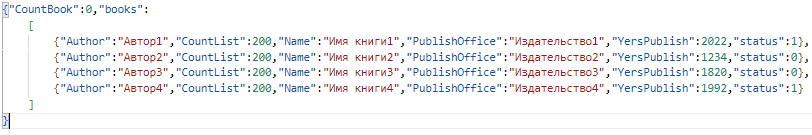 {"CountBook":0,"books":
[
{"Author":"Автор1","CountList":200,"Name":"Имя книги1","PublishOffice":"Издательство1","YersPublish":2022,"status":1},
{"Author":"Автор2","CountList":200,"Name":"Имя книги2","PublishOffice":"Издательство2","YersPublish":1234,"status":0},
{"Author":"Автор3","CountList":200,"Name":"Имя книги3","PublishOffice":"Издательство3","YersPublish":1820,"status":0},
{"Author":"Автор4","CountList":200,"Name":"Имя книги4","PublishOffice":"Издательство4","YersPublish":1992,"status":1}
]
}